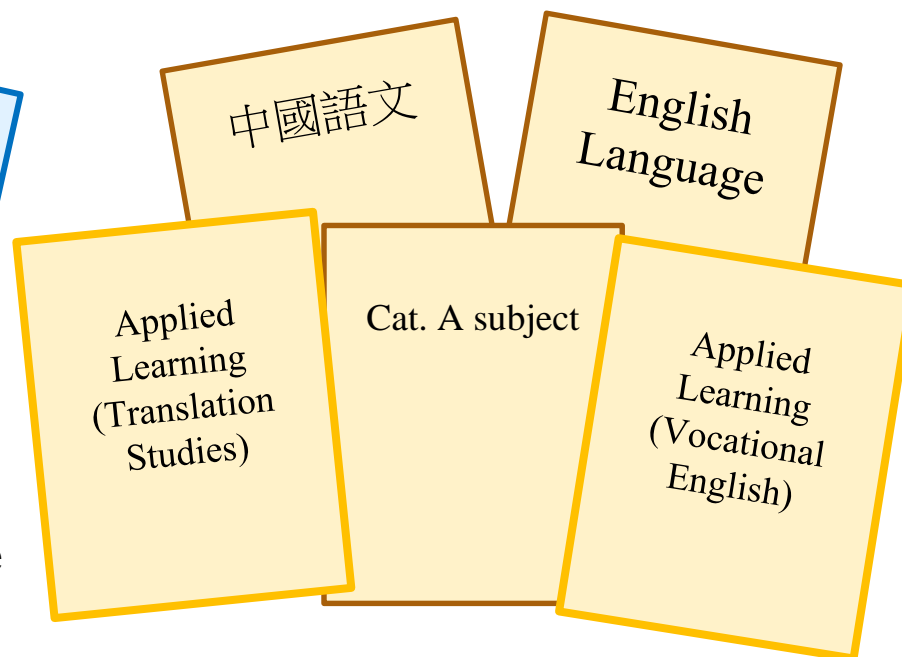 中國語文
English
Language
Applied
Learning
(Translation
Studies)
Cat. A subject
Applied
Learning
(Vocational
English)